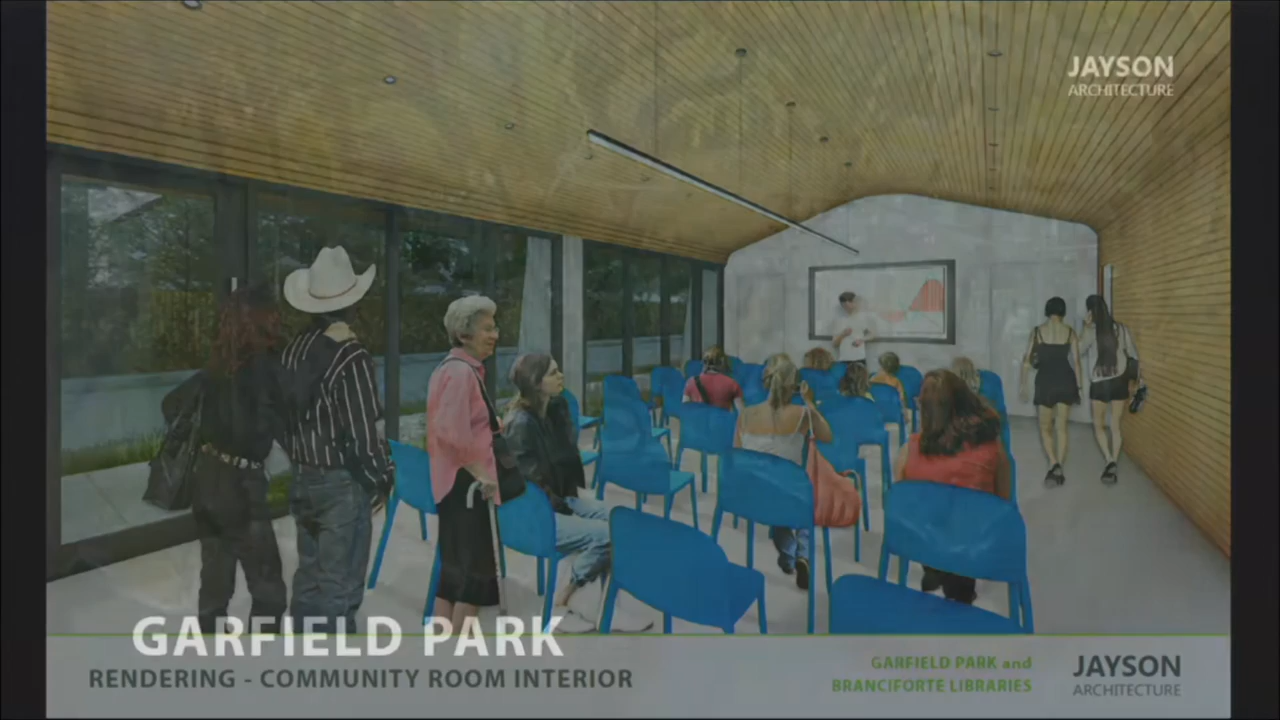 JAYSON
ARCHITECTURE
GARFIELD PARK
RENDERING - COMMUNITY ROOM INTERIOR
GARFIELD PARK and
BRANCIFORTE LIBRARIES
JAYSON
ARCHITECTURE